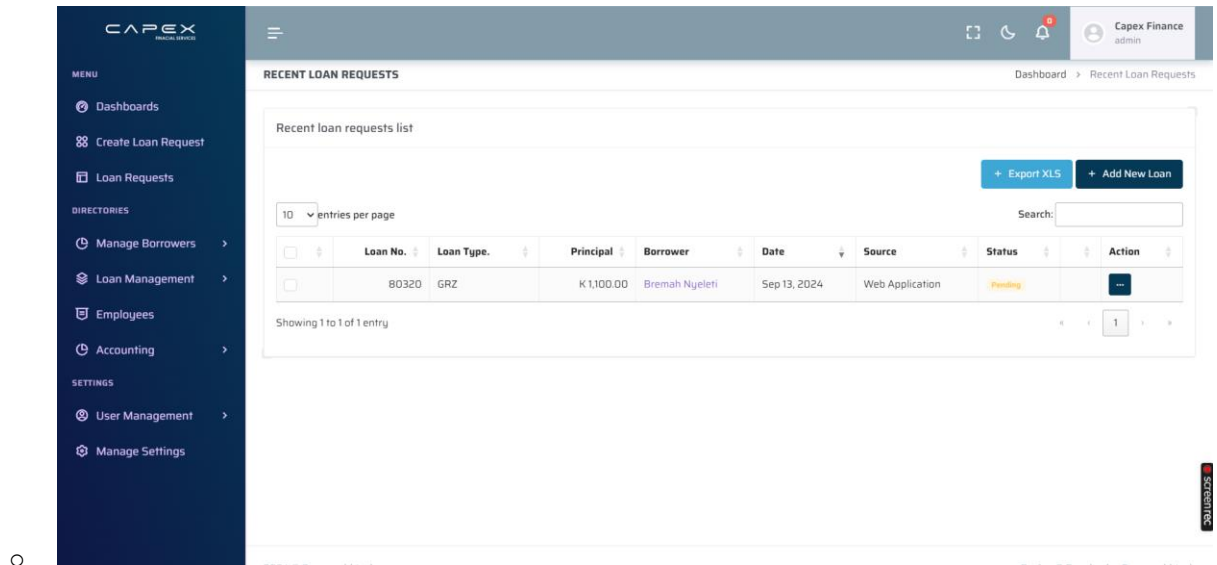 CAPEX
FINANCIAL SERVICES
0
Capex Finance
admin
MENU
RECENT LOAN REQUESTS
Dashboard > Recent Loan Requests
Dashboards
Create Loan Request
Loan Requests
DIRECTORIES
Manage Borrowers >
Loan Management >
Employees
Accounting >
SETTINGS
User Management >
Manage Settings
Recent loan requests list
+ Export XLS + Add New Loan
10 entries per page Search:
Loan No. Loan Type. Principal Borrower Date Source Status Action
80320 GRZ K 1,100.00 Bremah Nyeleti Sep 13, 2024 Web Application Pending ...
Showing 1 to 1 of 1 entry « ‹ 1 › »
screenrec